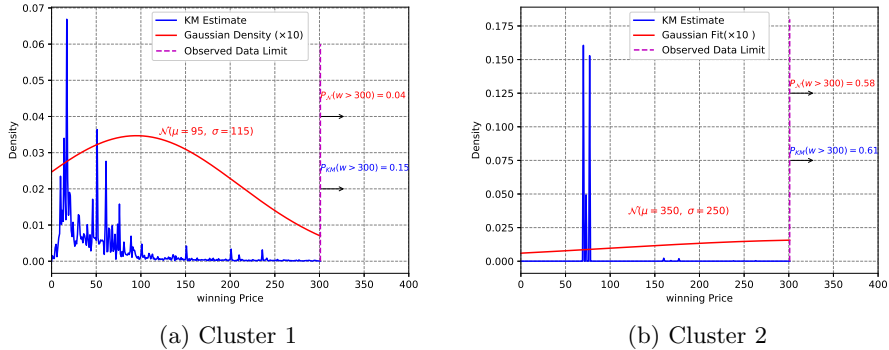 KM Estimate
Gaussian Density (×10)
Observed Data Limit
0.07
0.06
0.05
0.04
0.03
0.02
0.01
0.00
Density
P𝒩(w > 300) = 0.04
𝒩(μ = 95, σ = 115)
P_KM(w > 300) = 0.15
0 50 100 150 200 250 300 350 400
winning Price
(a) Cluster 1
KM Estimate
Gaussian Fit(×10 )
Observed Data Limit
0.175
0.150
0.125
0.100
0.075
0.050
0.025
0.000
Density
P𝒩(w > 300) = 0.58
P_KM(w > 300) = 0.61
𝒩(μ = 350, σ = 250)
0 50 100 150 200 250 300 350 400
winning Price
(b) Cluster 2